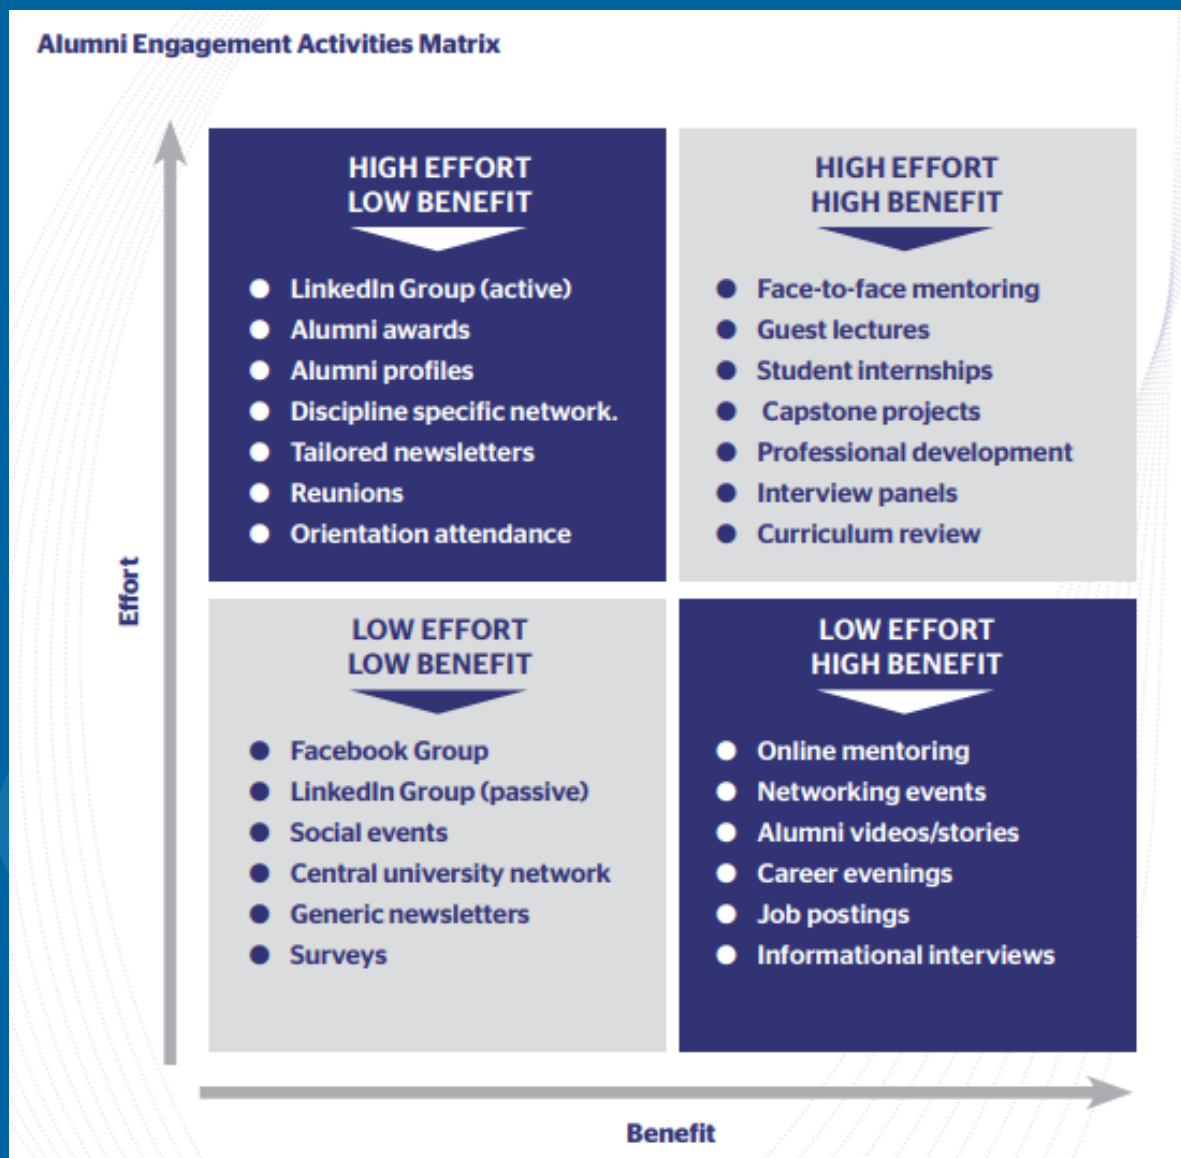 Alumni Engagement Activities Matrix
HIGH EFFORT
LOW BENEFIT
LinkedIn Group (active)
Alumni awards
Alumni profiles
Discipline specific network.
Tailored newsletters
Reunions
Orientation attendance
HIGH EFFORT
HIGH BENEFIT
Face-to-face mentoring
Guest lectures
Student internships
Capstone projects
Professional development
Interview panels
Curriculum review
Effort
LOW EFFORT
LOW BENEFIT
Facebook Group
LinkedIn Group (passive)
Social events
Central university network
Generic newsletters
Surveys
LOW EFFORT
HIGH BENEFIT
Online mentoring
Networking events
Alumni videos/stories
Career evenings
Job postings
Informational interviews
Benefit